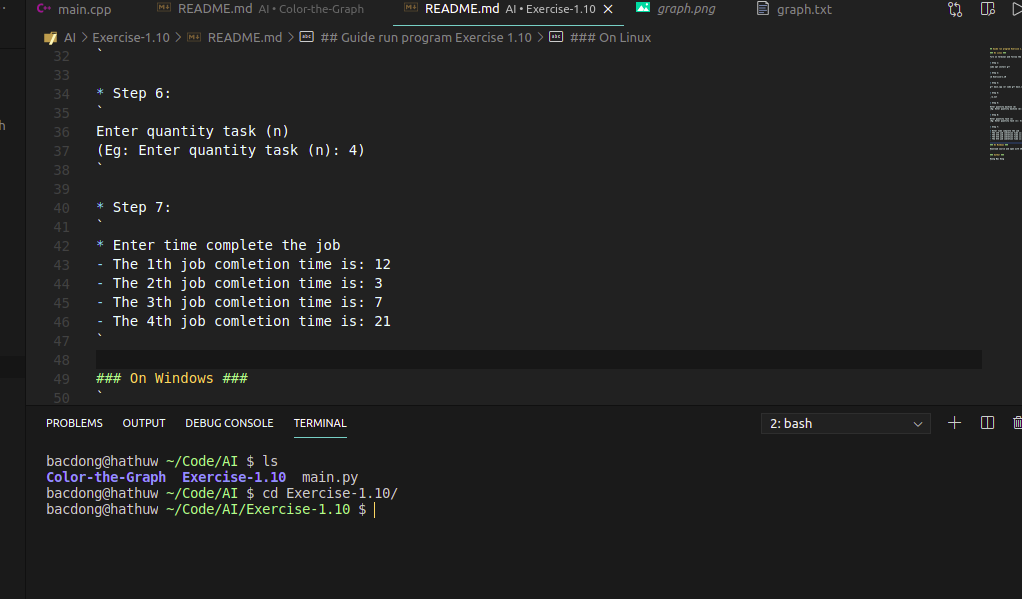 main.cpp README.md AI • Color-the-Graph README.md AI • Exercise-1.10 graph.png graph.txt
AI > Exercise-1.10 > README.md > ## Guide run program Exercise 1.10 > ### On Linux
32 `
33
34 * Step 6:
35 `
36 Enter quantity task (n)
37 (Eg: Enter quantity task (n): 4)
38 `
39
40 * Step 7:
41 `
42 * Enter time complete the job
43 - The 1th job comletion time is: 12
44 - The 2th job comletion time is: 3
45 - The 3th job cometion time is: 7
46 - The 4th job comletion time is: 21
47 `
48
49 ### On Windows ###
50 `
PROBLEMS OUTPUT DEBUG CONSOLE TERMINAL 2: bash
bacdong@hathuw ~/Code/AI $ ls
Color-the-Graph Exercise-1.10 main.py
bacdong@hathuw ~/Code/AI $ cd Exercise-1.10/
bacdong@hathuw ~/Code/AI/Exercise-1.10 $